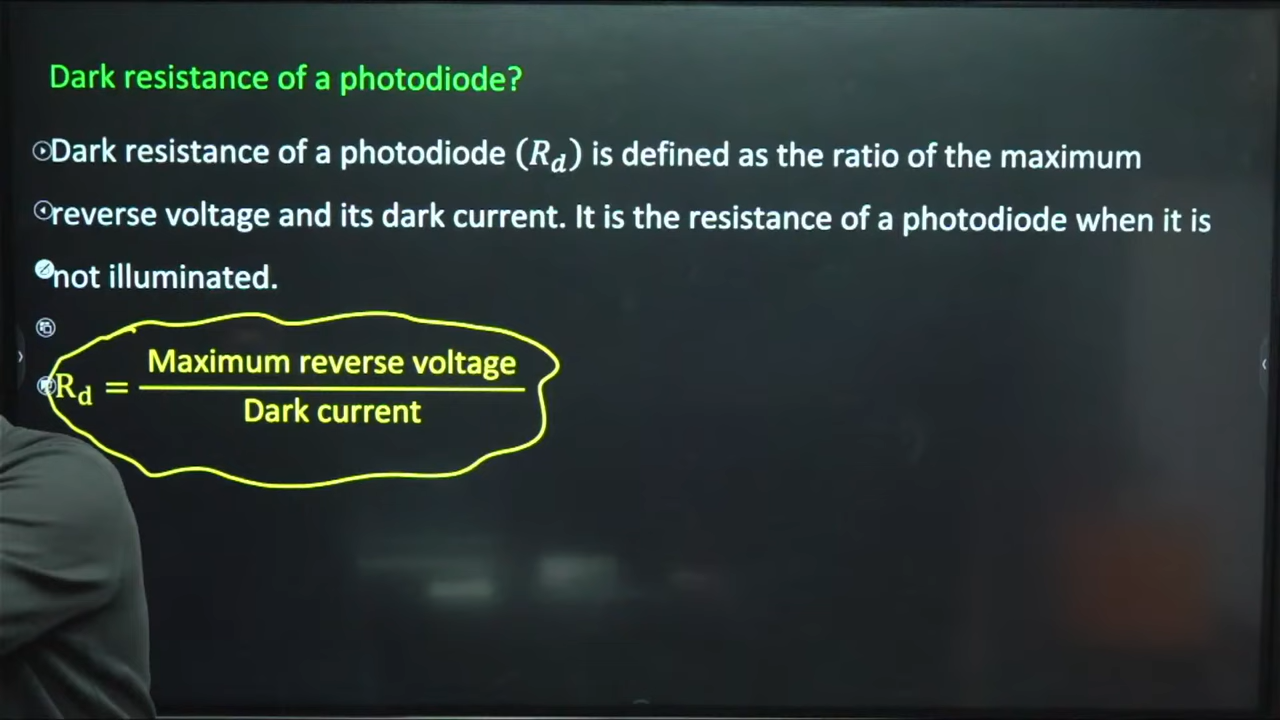 Dark resistance of a photodiode?
Dark resistance of a photodiode (R_d) is defined as the ratio of the maximum
reverse voltage and its dark current. It is the resistance of a photodiode when it is
not illuminated.
R_d = Maximum reverse voltage
Dark current